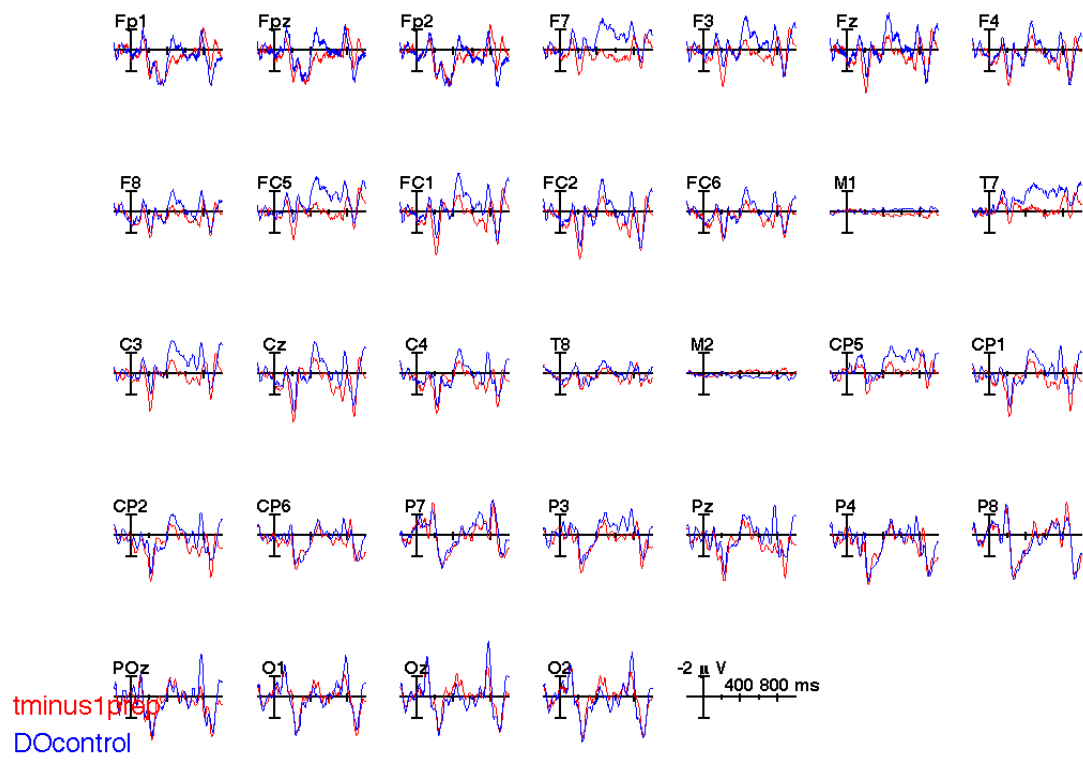 Fp1 Fpz Fp2 F7 F3 Fz F4
F8 FC5 FC1 FC2 FC6 M1 T7
C3 Cz C4 T8 M2 CP5 CP1
CP2 CP6 P7 P3 Pz P4 P8
POz O1 Oz O2 -2 μ V
400 800 ms
tminus1prep
DOcontrol